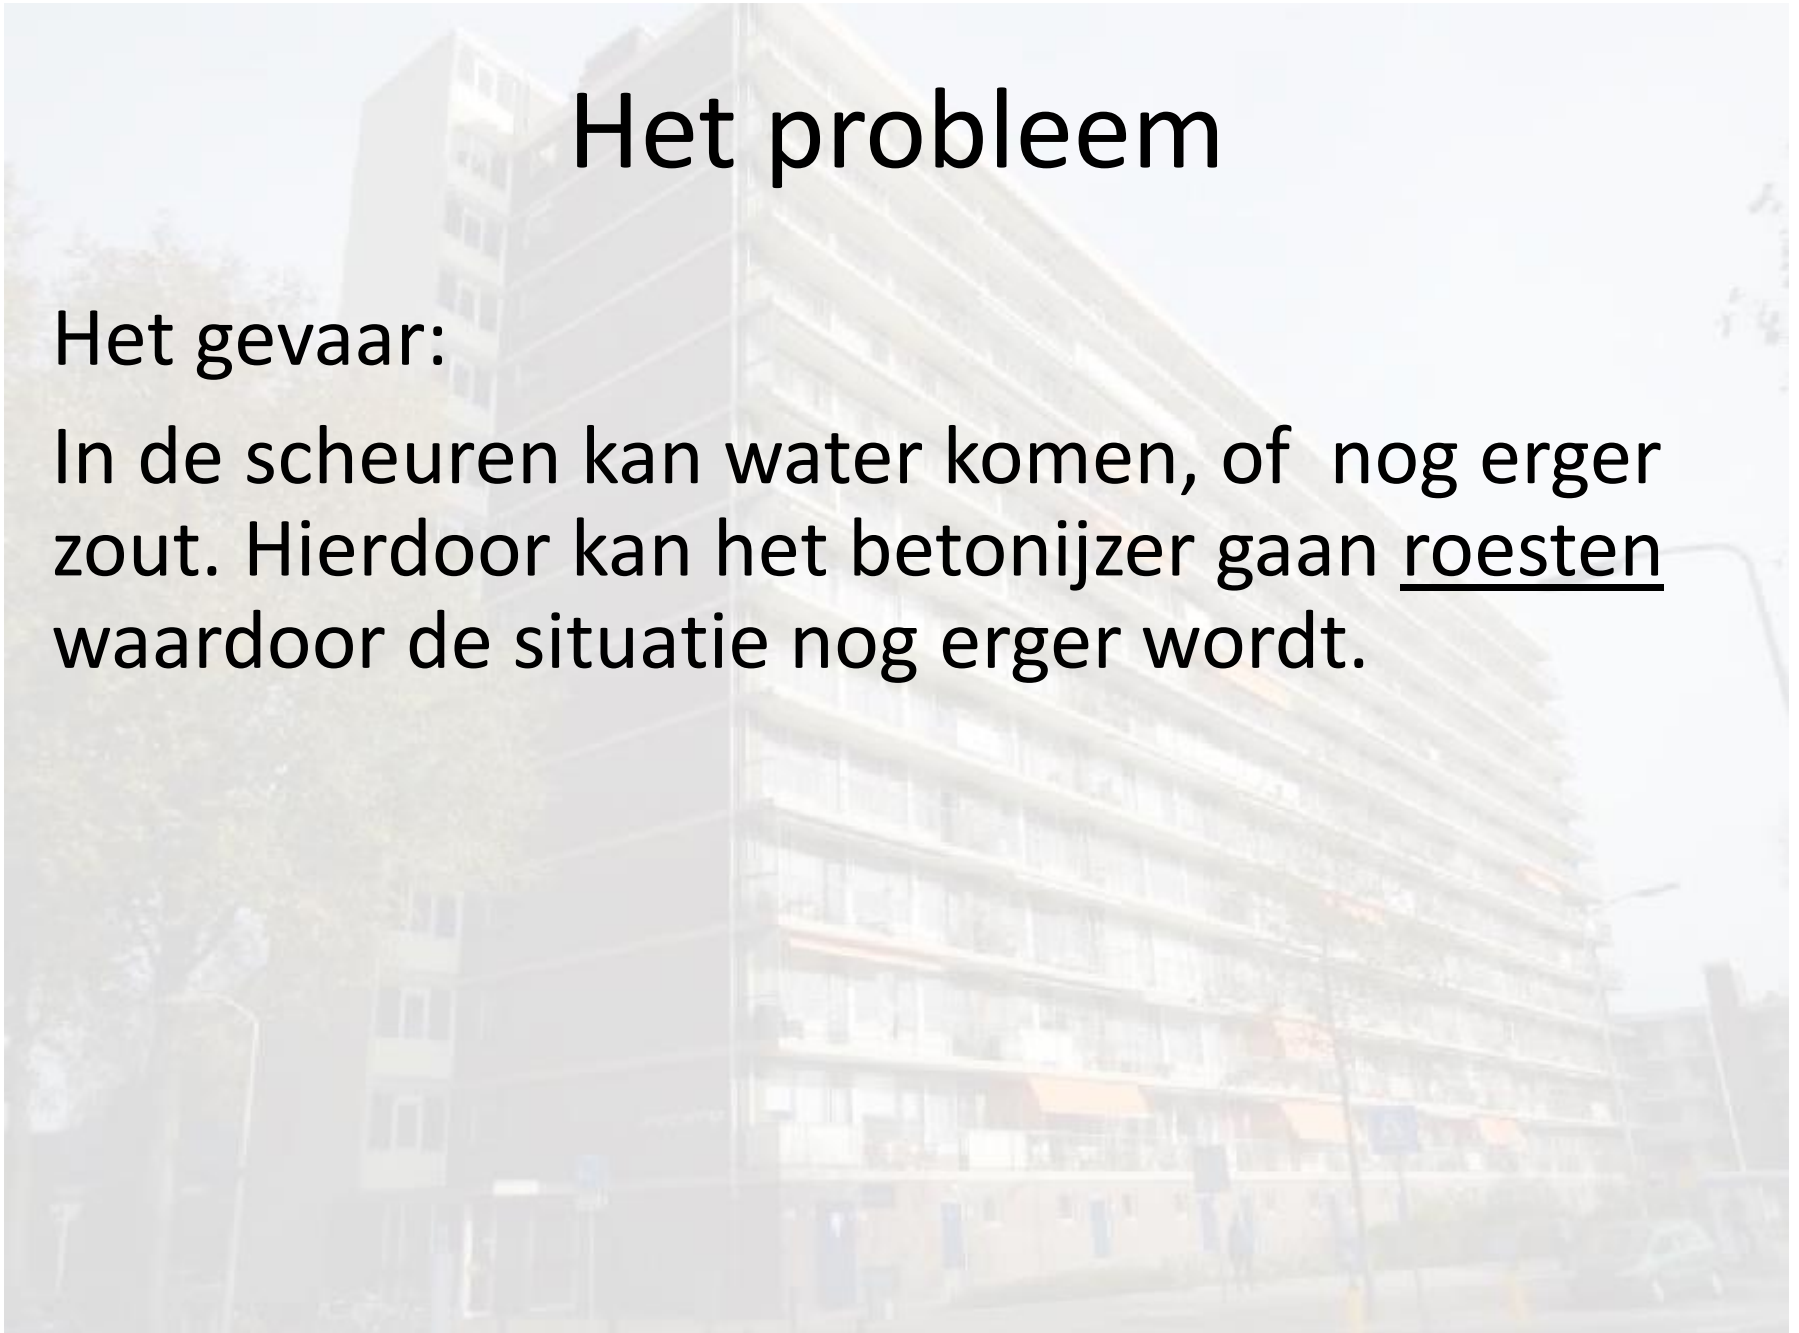 Het probleem
Het gevaar:
In de scheuren kan water komen, of  nog erger
zout. Hierdoor kan het betonijzer gaan roesten
waardoor de situatie nog erger wordt.